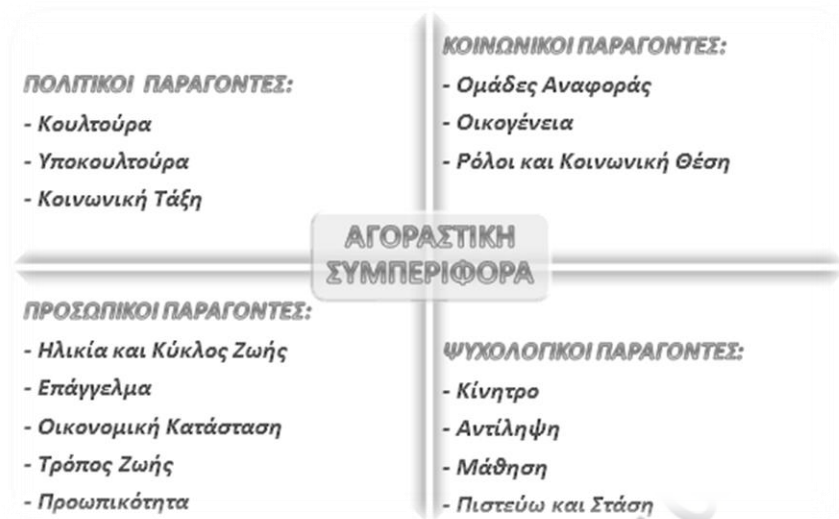 ΠΟΛΙΤΙΚΟΙ ΠΑΡΑΓΟΝΤΕΣ:
- Κουλτούρα
- Υποκουλτούρα
- Κοινωνική Τάξη
ΚΟΙΝΩΝΙΚΟΙ ΠΑΡΑΓΟΝΤΕΣ:
- Ομάδες Αναφοράς
- Οικογένεια
- Ρόλοι και Κοινωνική Θέση
ΑΓΟΡΑΣΤΙΚΗ
ΣΥΜΠΕΡΙΦΟΡΑ
ΠΡΟΣΩΠΙΚΟΙ ΠΑΡΑΓΟΝΤΕΣ:
- Ηλικία και Κύκλος Ζωής
- Επάγγελμα
- Οικονομική Κατάσταση
- Τρόπος Ζωής
- Προωπικότητα
ΨΥΧΟΛΟΓΙΚΟΙ ΠΑΡΑΓΟΝΤΕΣ:
- Κίνητρο
- Αντίληψη
- Μάθηση
- Πιστεύω και Στάση